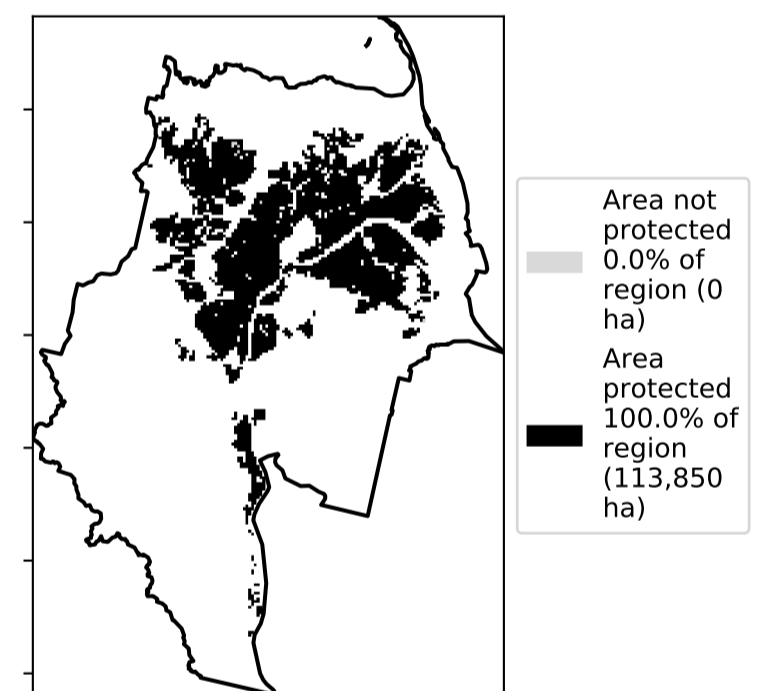 Area not
protected
0.0% of
region (0
ha)
Area
protected
100.0% of
region
(113,850
ha)